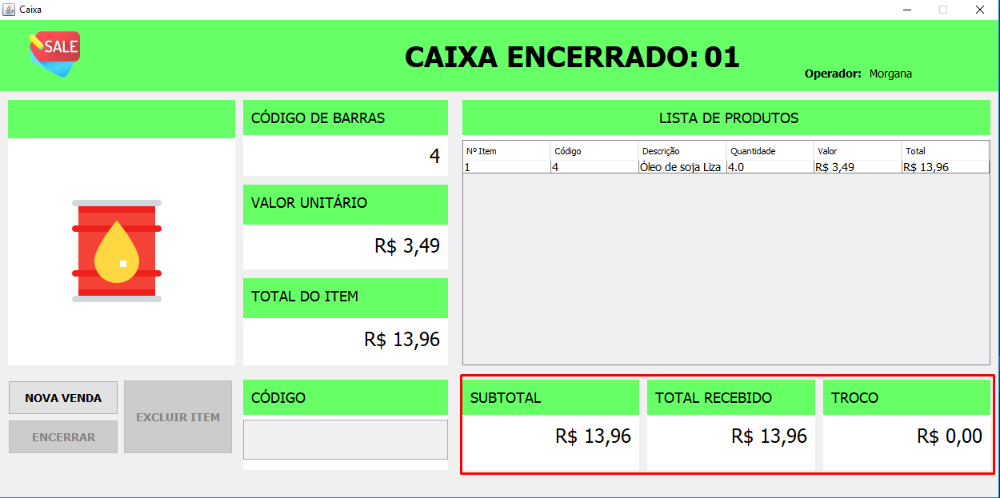 Caixa
SALE
CAIXA ENCERRADO: 01
Operador: Morgana
CÓDIGO DE BARRAS
4
VALOR UNITÁRIO
R$ 3,49
TOTAL DO ITEM
R$ 13,96
LISTA DE PRODUTOS
Nº Item Código Descrição Quantidade Valor Total
1 4 Óleo de soja Liza 4.0 R$ 3,49 R$ 13,96
NOVA VENDA
ENCERRAR
EXCLUIR ITEM
CÓDIGO
SUBTOTAL
R$ 13,96
TOTAL RECEBIDO
R$ 13,96
TROCO
R$ 0,00